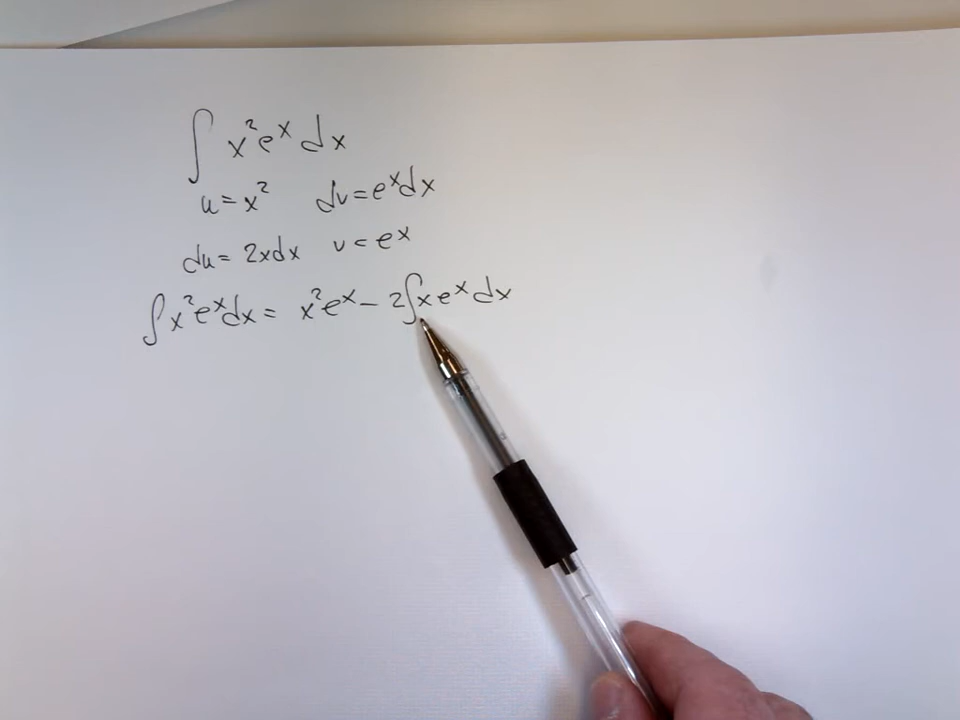 ∫ x²eˣ dx
u = x² dv = eˣdx
du = 2xdx v = eˣ
∫x²eˣdx = x²eˣ − 2∫xeˣdx